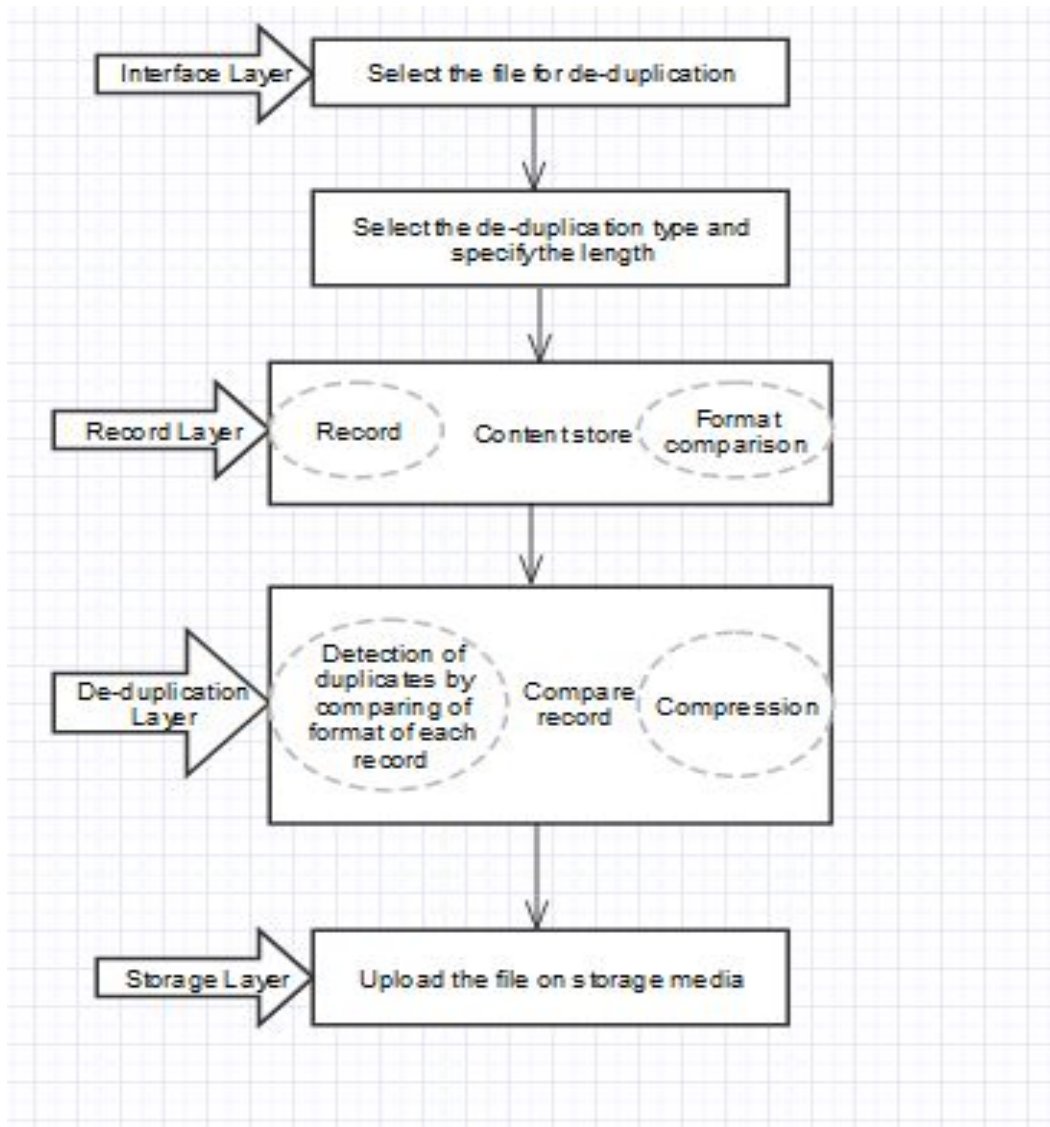 Interface Layer
Select the file for de-duplication
Select the de-duplication type and
specify the length
Record Layer
Record
Content store
Format
comparison
De-duplication
Layer
Detection of
duplicates by
comparing of
format of each
record
Compare
record
Compression
Storage Layer
Upload the file on storage media